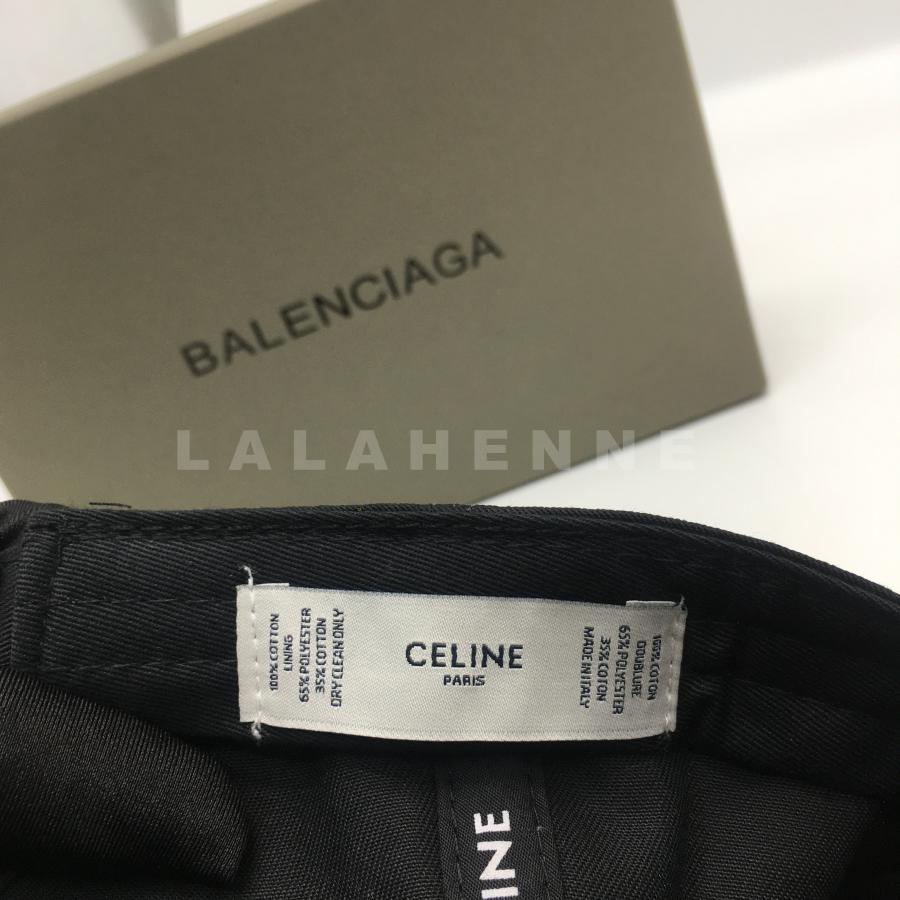 BALENCIAGA
LALAHENNE
100% COTTON
LINING
65% POLYESTER
35% COTTON
DRY CLEAN ONLY
CELINE
PARIS
100% COTON
DOUBLURE
65% POLYESTER
35% COTON
MADE IN ITALY
INE